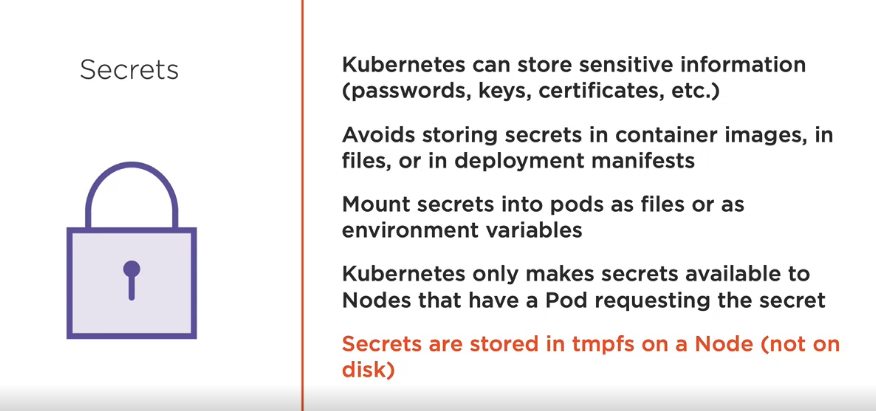 Secrets
Kubernetes can store sensitive information
(passwords, keys, certificates, etc.)
Avoids storing secrets in container images, in
files, or in deployment manifests
Mount secrets into pods as files or as
environment variables
Kubernetes only makes secrets available to
Nodes that have a Pod requesting the secret
Secrets are stored in tmpfs on a Node (not on
disk)